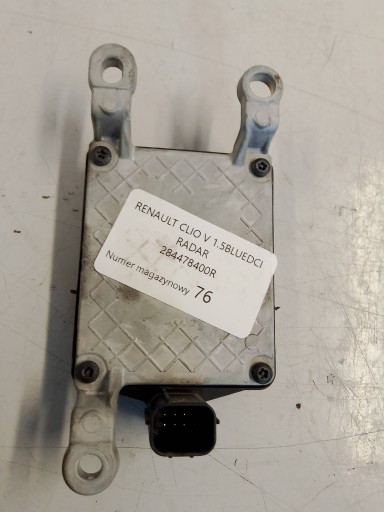 RENAULT CLIO V 1.5BLUEDCI
RADAR
284478400R
Numer magazynowy 76